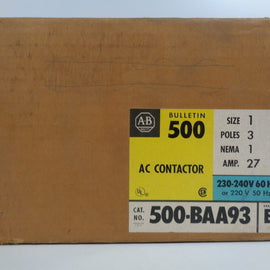 A-B
BULLETIN
500
SIZE 1
POLES 3
NEMA 1
AMP. 27
AC CONTACTOR
230-240V 60 H
or 220 V 50 Hz
CAT. NO. 500-BAA93